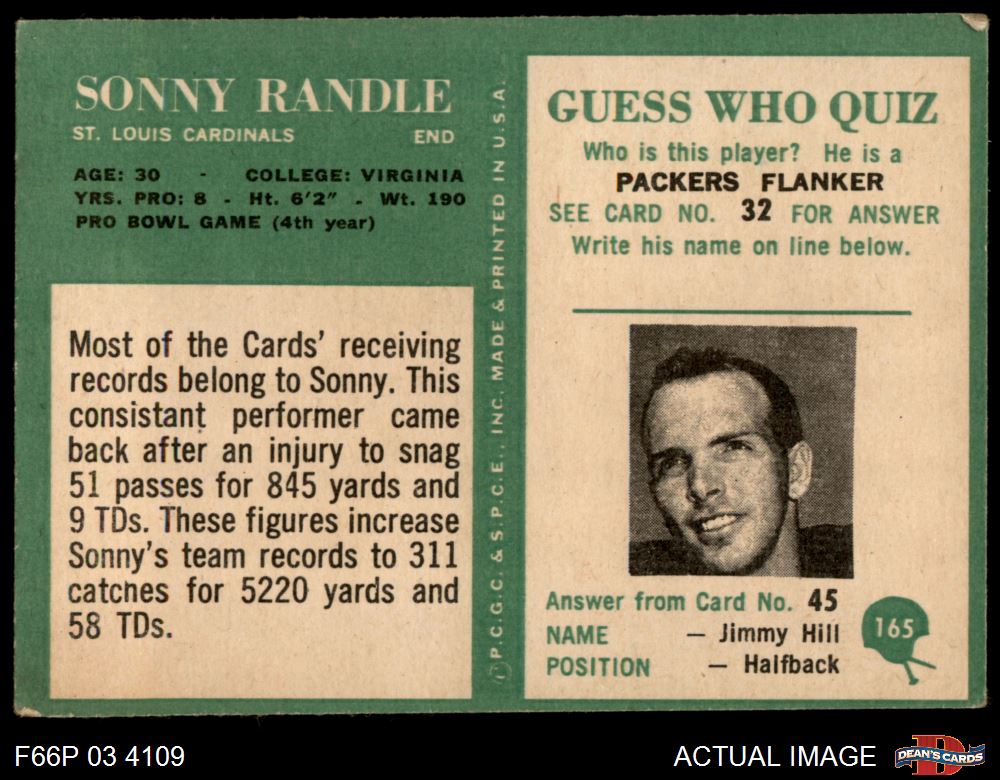 SONNY RANDLE
ST. LOUIS CARDINALS END
AGE: 30 - COLLEGE: VIRGINIA
YRS. PRO: 8 - Ht. 6'2" - Wt. 190
PRO BOWL GAME (4th year)
Most of the Cards' receiving
records belong to Sonny. This
consistant performer came
back after an injury to snag
51 passes for 845 yards and
9 TDs. These figures increase
Sonny's team records to 311
catches for 5220 yards and
58 TDs.
P.C.G.C. & S.P.C.E., INC. MADE & PRINTED IN U.S.A.
GUESS WHO QUIZ
Who is this player? He is a
PACKERS FLANKER
SEE CARD NO. 32 FOR ANSWER
Write his name on line below.
Answer from Card No. 45
NAME — Jimmy Hill
POSITION — Halfback
165
F66P 03 4109
ACTUAL IMAGE
D
DEAN'S CARDS